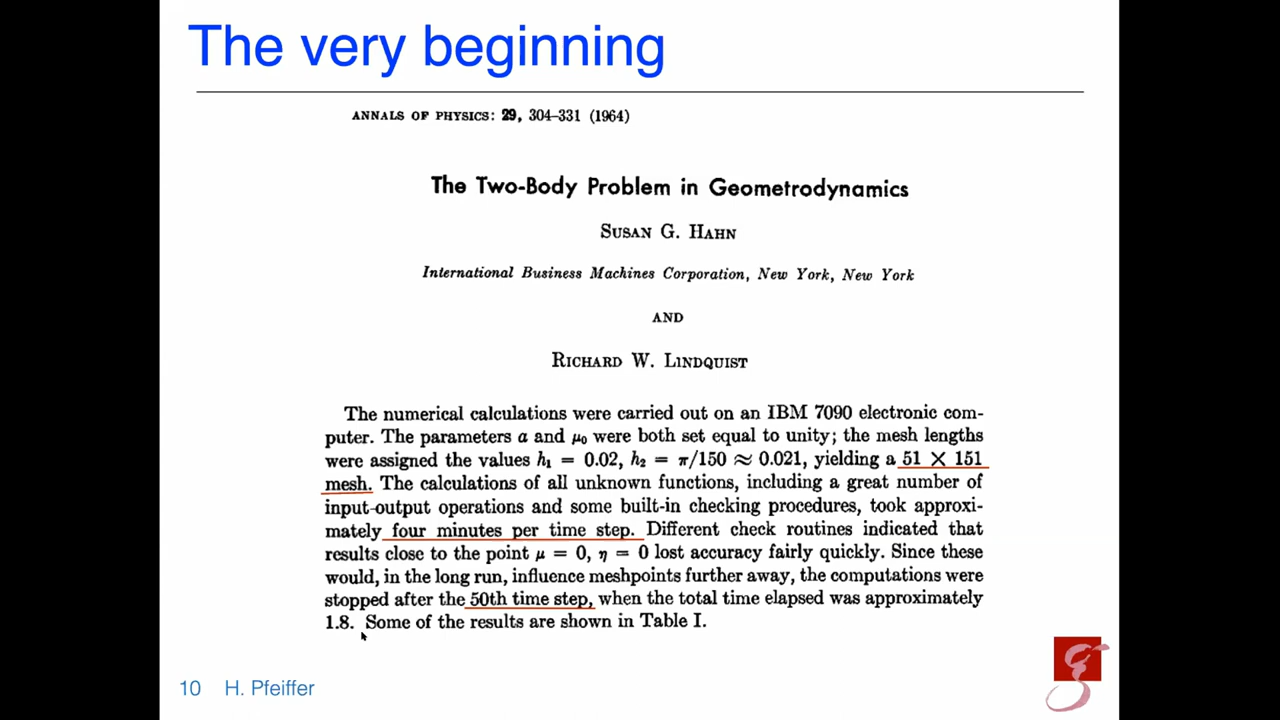 The very beginning
ANNALS OF PHYSICS: 29, 304–331 (1964)
The Two-Body Problem in Geometrodynamics
SUSAN G. HAHN
International Business Machines Corporation, New York, New York
AND
RICHARD W. LINDQUIST
The numerical calculations were carried out on an IBM 7090 electronic com-
puter. The parameters a and μ₀ were both set equal to unity; the mesh lengths
were assigned the values h₁ = 0.02, h₂ = π/150 ≈ 0.021, yielding a 51 × 151
mesh. The calculations of all unknown functions, including a great number of
input-output operations and some built-in checking procedures, took approxi-
mately four minutes per time step. Different check routines indicated that
results close to the point μ = 0, η = 0 lost accuracy fairly quickly. Since these
would, in the long run, influence meshpoints further away, the computations were
stopped after the 50th time step, when the total time elapsed was approximately
1.8. Some of the results are shown in Table I.
10 H. Pfeiffer